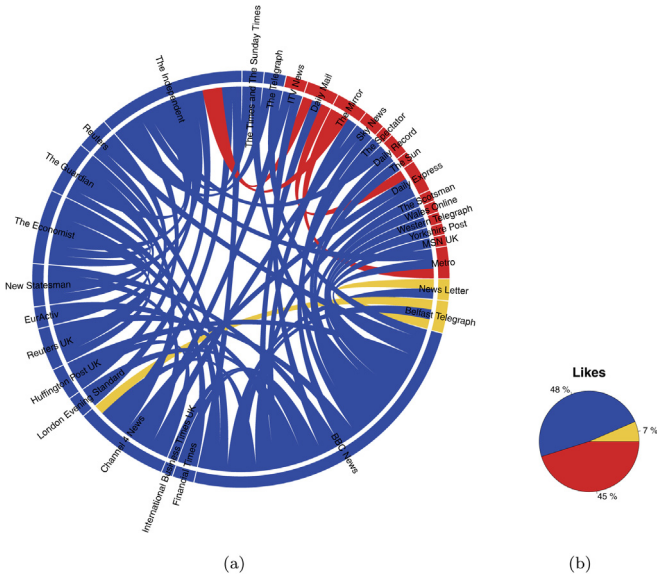 The Independent
The Times and The Sunday Times
The Telegraph
ITV News
Daily Mail
The Mirror
Sky News
The Spectator
Daily Record
The Sun
Daily Express
The Scotsman
Wales Online
Western Telegraph
Yorkshire Post
MSN UK
Metro
News Letter
Belfast Telegraph
BBC News
Financial Times
International Business Times UK
Channel 4 News
London Evening Standard
Huffington Post UK
Reuters UK
EurActiv
New Statesman
The Economist
The Guardian
Reuters
Likes
48 %
7 %
45 %
(a)
(b)